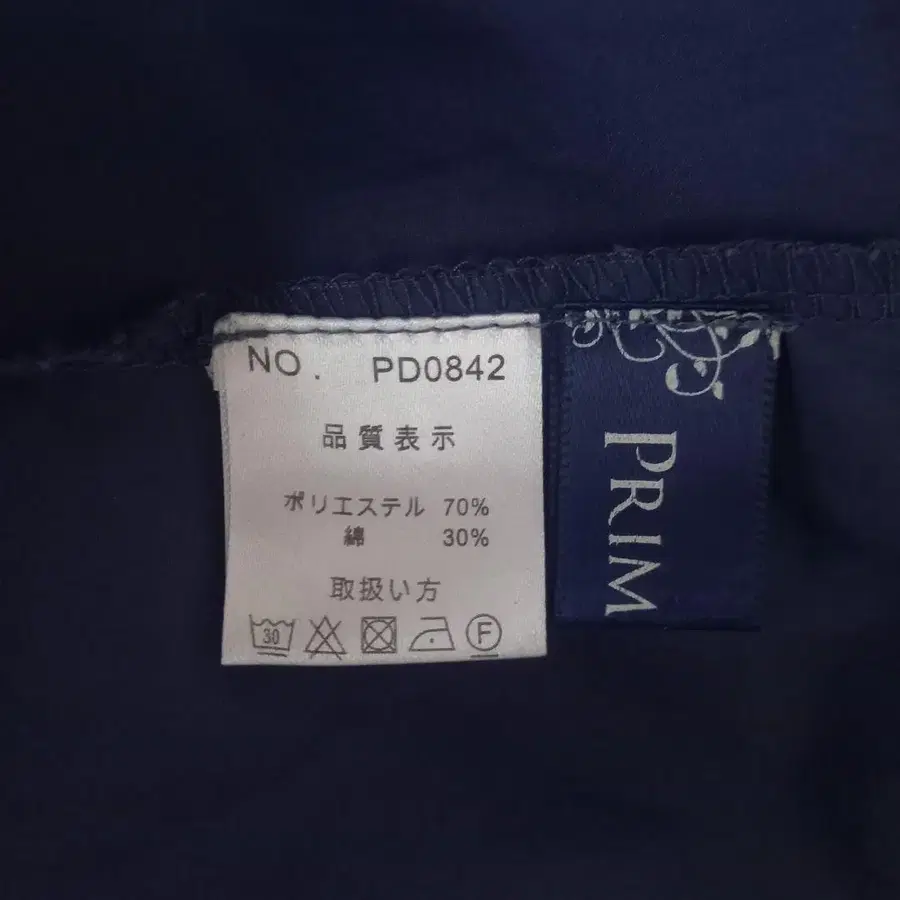 NO. PD0842
品質表示
ポリエステル 70%
綿 30%
取扱い方
30 F
PRIM